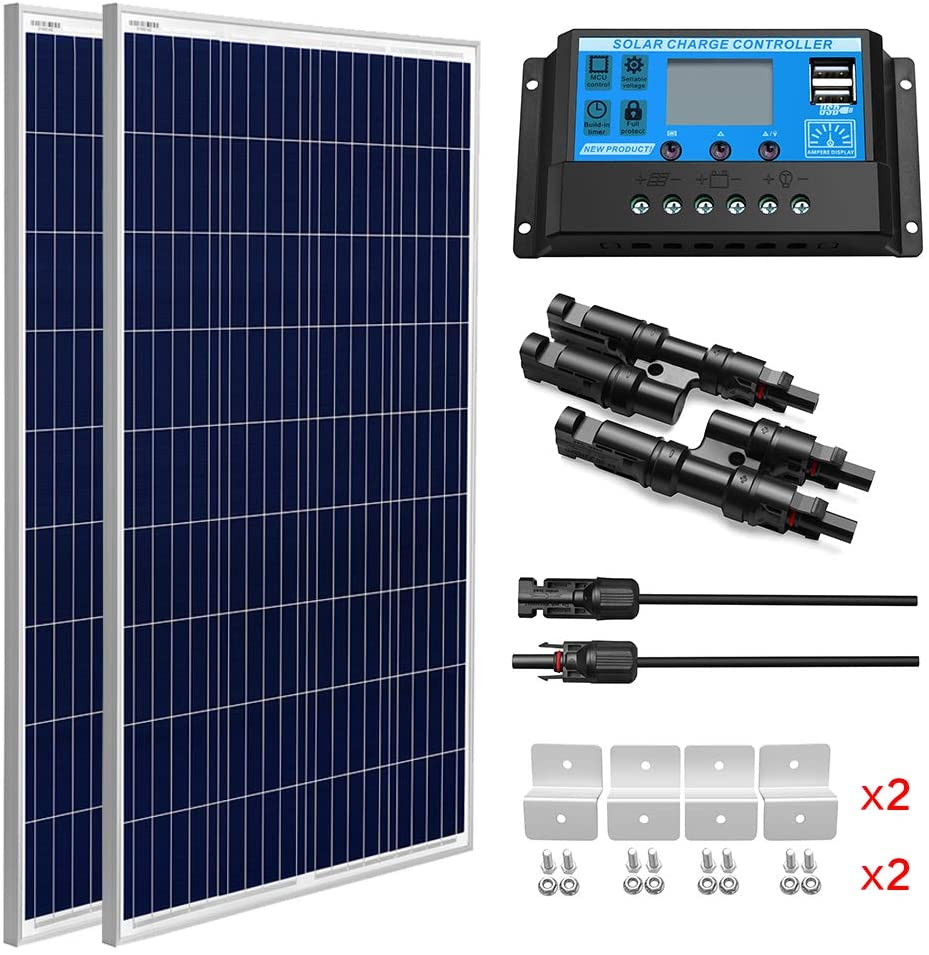 SOLAR CHARGE CONTROLLER
MCU
control
Settable
voltage
Build-in
timer
Full
protect
NEW PRODUCT!
USB
AMPERE DISPLAY
x2
x2